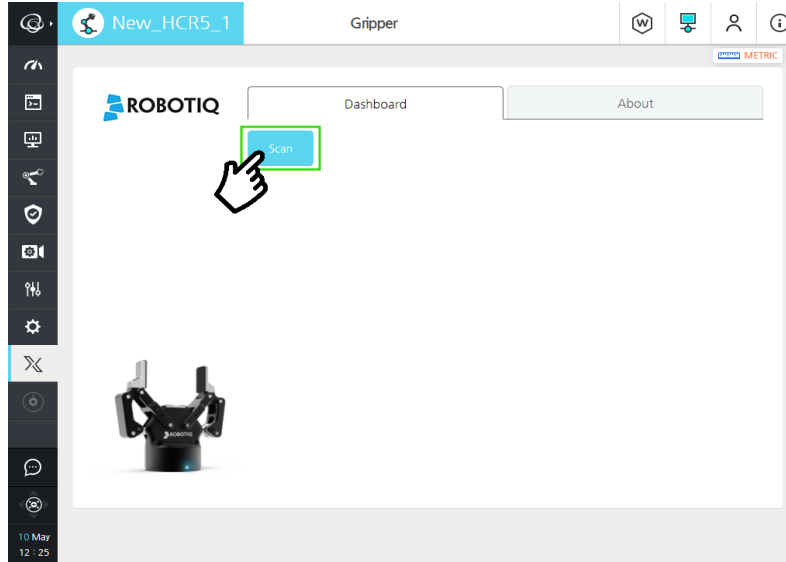 New_HCR5_1
Gripper
W
METRIC
ROBOTIQ
Dashboard
About
Scan
ROBOTIQ
10 May
12 : 25